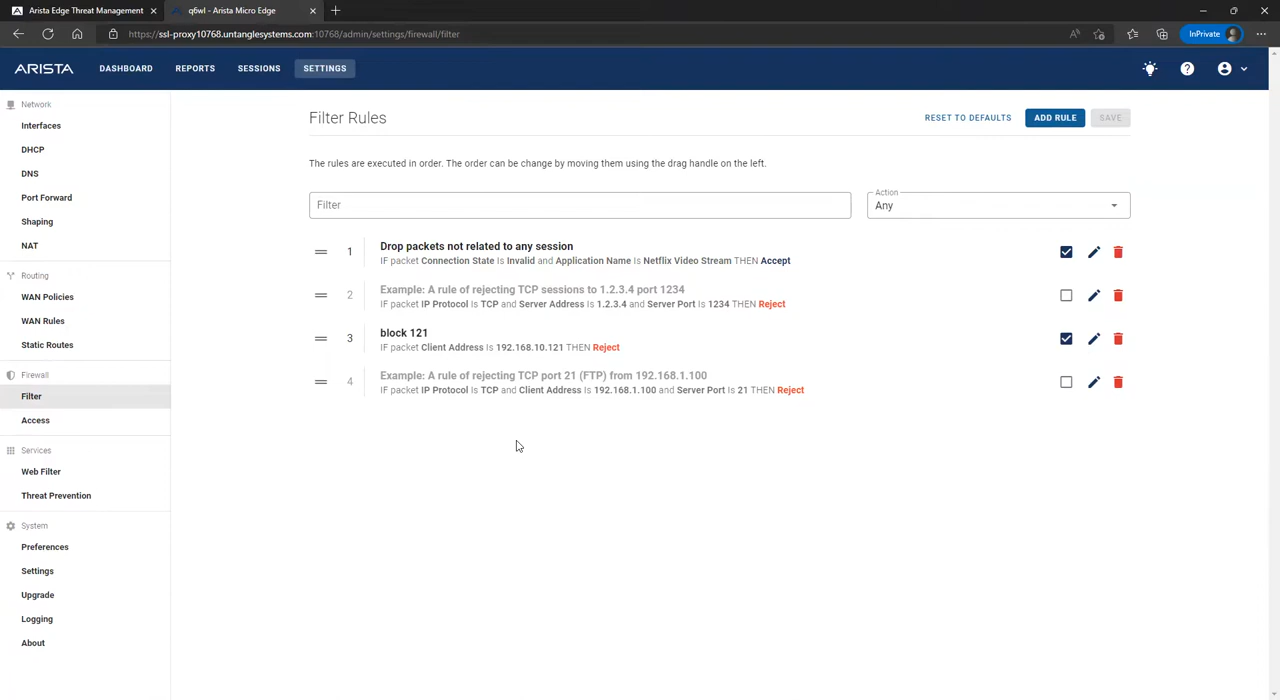 Arista Edge Threat Management
q6wl - Arista Micro Edge
https://ssl-proxy10768.untanglesystems.com:10768/admin/settings/firewall/filter
InPrivate
ARISTA
DASHBOARD
REPORTS
SESSIONS
SETTINGS
Network
Interfaces
DHCP
DNS
Port Forward
Shaping
NAT
Routing
WAN Policies
WAN Rules
Static Routes
Firewall
Filter
Access
Services
Web Filter
Threat Prevention
System
Preferences
Settings
Upgrade
Logging
About
Filter Rules
RESET TO DEFAULTS
ADD RULE
SAVE
The rules are executed in order. The order can be change by moving them using the drag handle on the left.
Filter
Action
Any
1
Drop packets not related to any session
IF packet Connection State Is Invalid and Application Name Is Netflix Video Stream THEN Accept
2
Example: A rule of rejecting TCP sessions to 1.2.3.4 port 1234
IF packet IP Protocol Is TCP and Server Address Is 1.2.3.4 and Server Port Is 1234 THEN Reject
3
block 121
IF packet Client Address Is 192.168.10.121 THEN Reject
4
Example: A rule of rejecting TCP port 21 (FTP) from 192.168.1.100
IF packet IP Protocol Is TCP and Client Address Is 192.168.1.100 and Server Port Is 21 THEN Reject